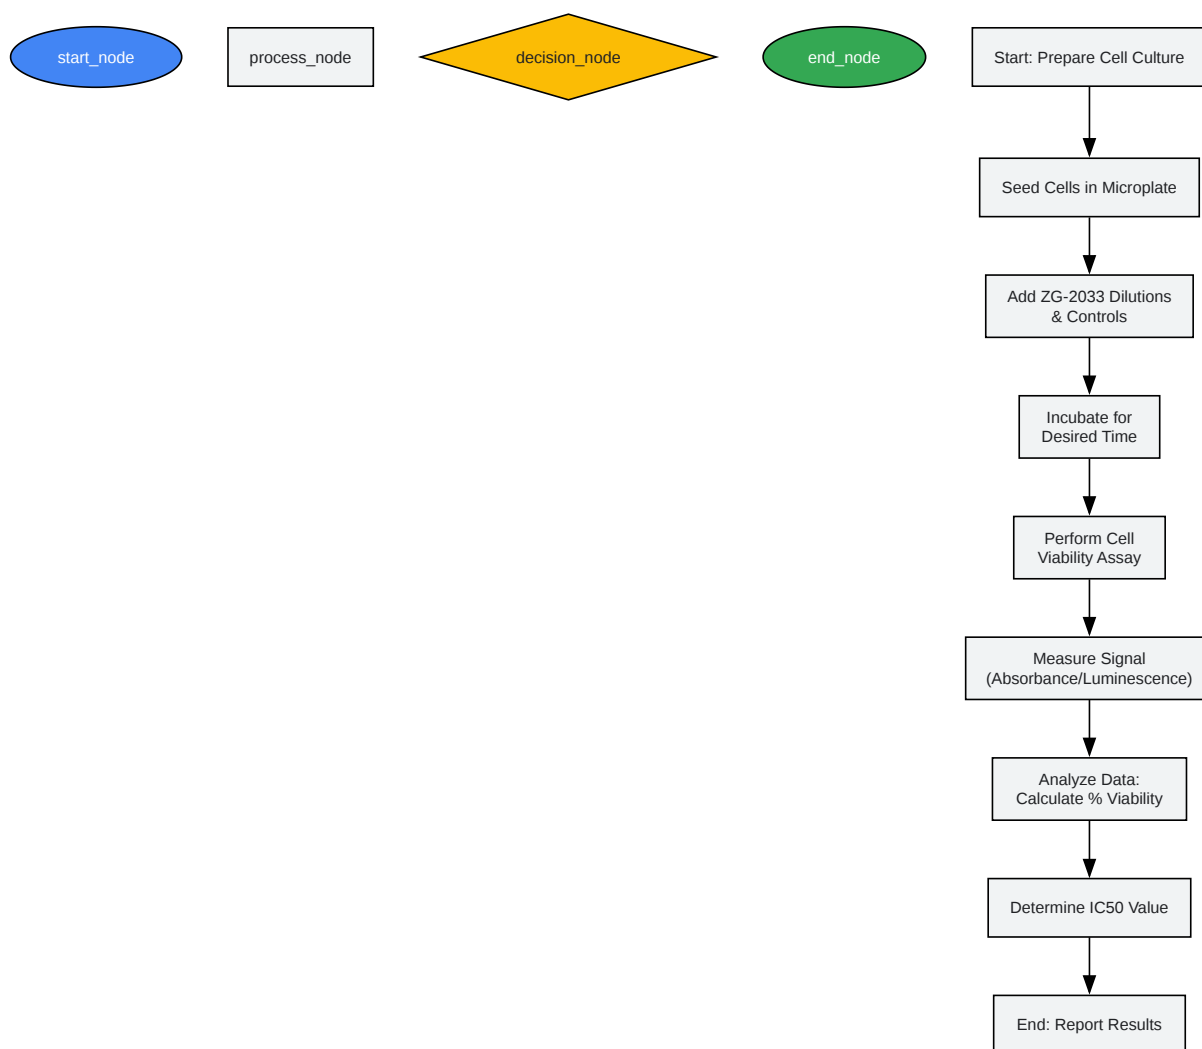 start_node
process_node
decision_node
end_node
Start: Prepare Cell Culture
Seed Cells in Microplate
Add ZG-2033 Dilutions
& Controls
Incubate for
Desired Time
Perform Cell
Viability Assay
Measure Signal
(Absorbance/Luminescence)
Analyze Data:
Calculate % Viability
Determine IC50 Value
End: Report Results